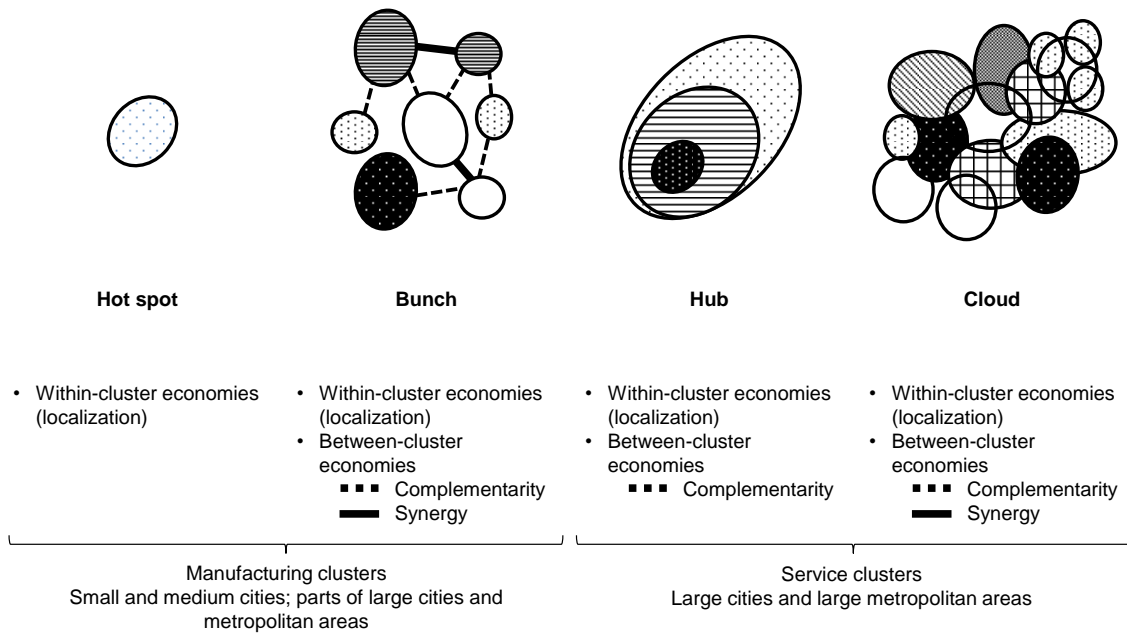 Hot spot
Bunch
Hub
Cloud
• Within-cluster economies
(localization)
• Within-cluster economies
(localization)
• Between-cluster
economies
Complementarity
Synergy
• Within-cluster economies
(localization)
• Between-cluster
economies
Complementarity
• Within-cluster economies
(localization)
• Between-cluster
economies
Complementarity
Synergy
Manufacturing clusters
Small and medium cities; parts of large cities and
metropolitan areas
Service clusters
Large cities and large metropolitan areas